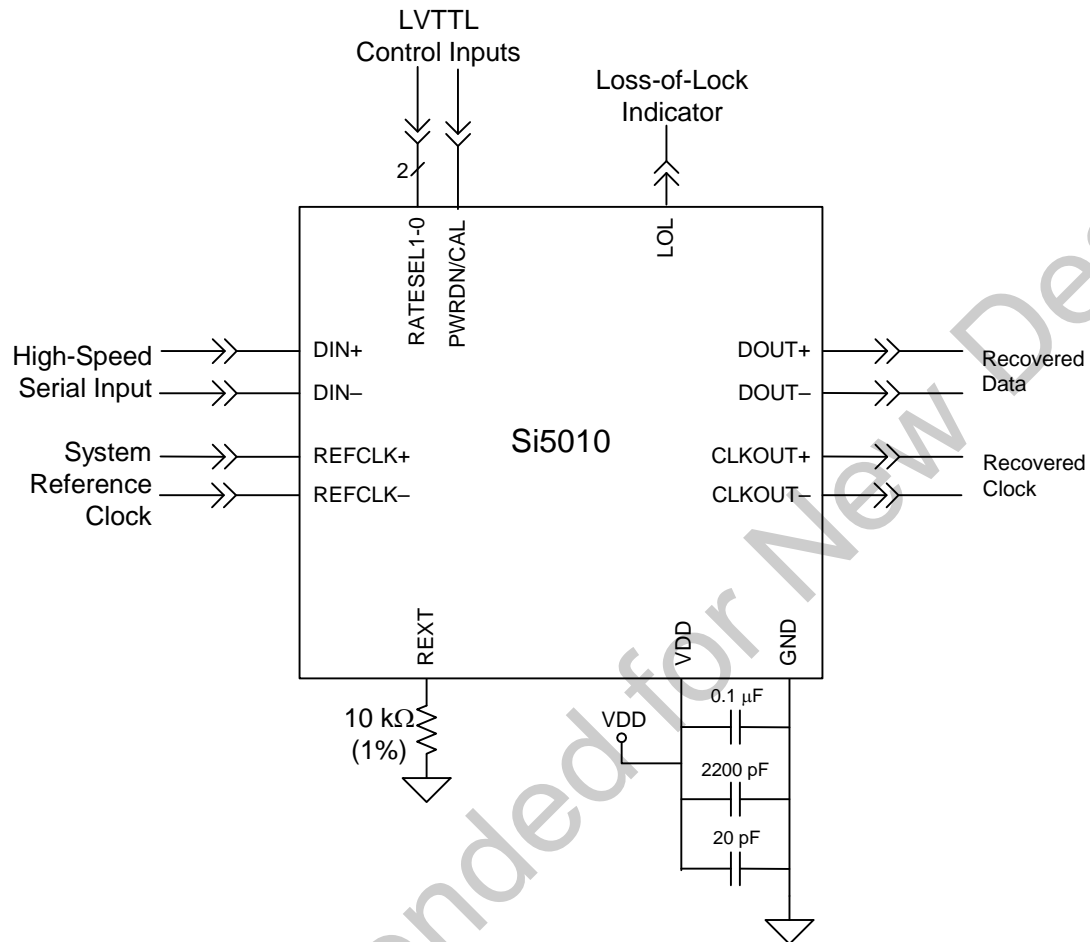 LVTTL
Control Inputs
Loss-of-Lock
Indicator
2
RATESEL1-0
PWRDN/CAL
LOL
High-Speed
Serial Input
DIN+
DIN–
System
Reference
Clock
REFCLK+
REFCLK–
Si5010
DOUT+
DOUT–
Recovered
Data
CLKOUT+
CLKOUT–
Recovered
Clock
REXT
VDD
GND
10 kΩ
(1%)
VDD
0.1 μF
2200 pF
20 pF
for New